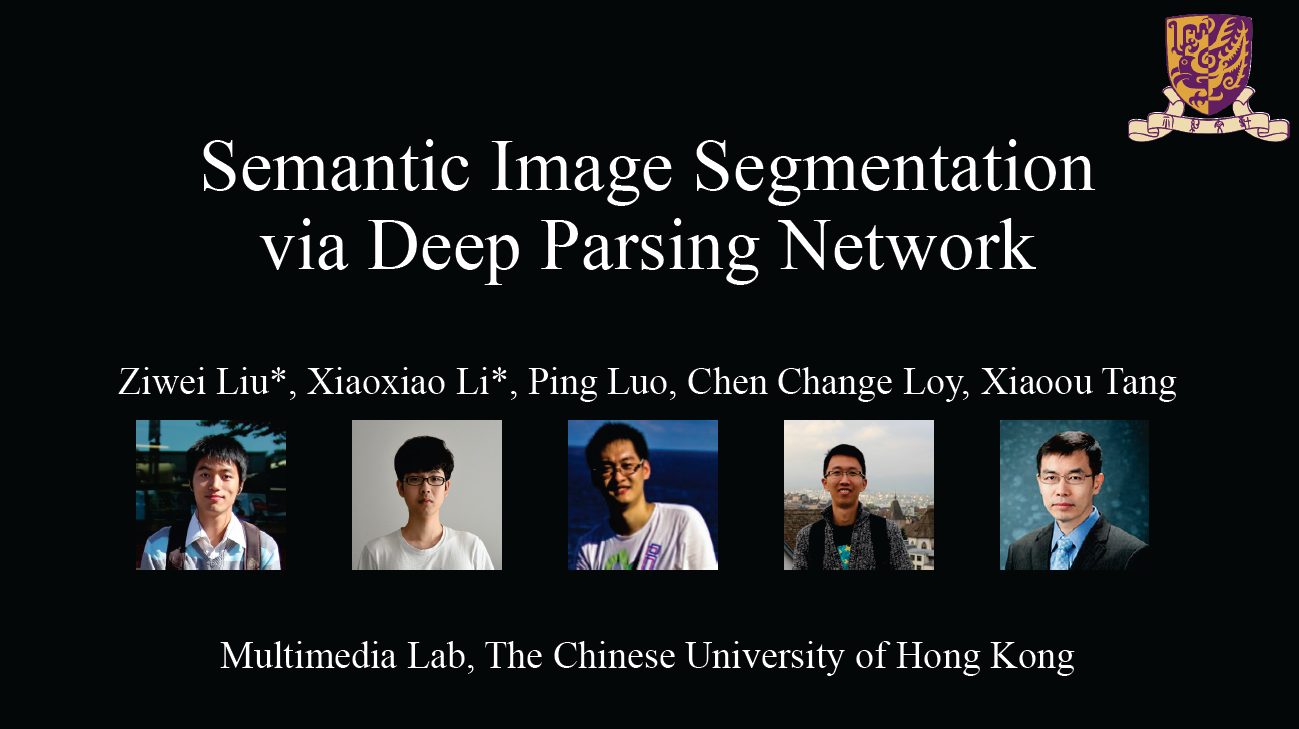 Semantic Image Segmentation
via Deep Parsing Network
Ziwei Liu*, Xiaoxiao Li*, Ping Luo, Chen Change Loy, Xiaoou Tang
Multimedia Lab, The Chinese University of Hong Kong